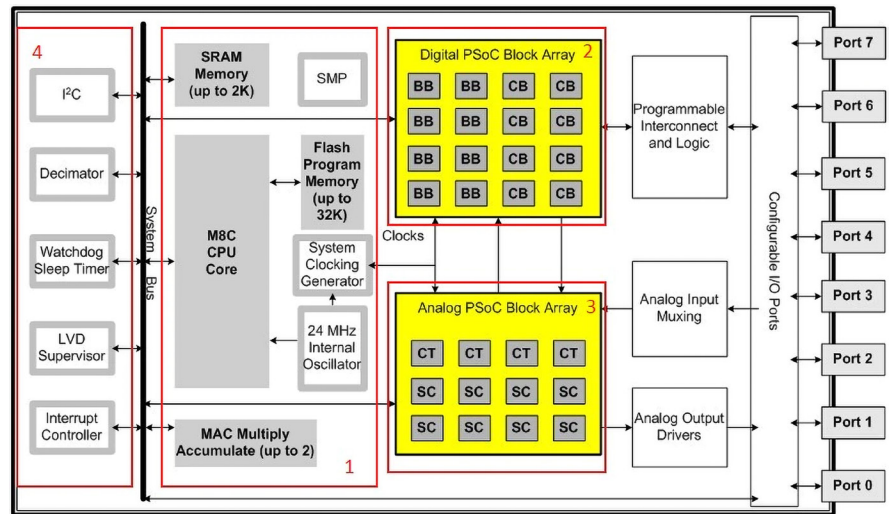 4
I²C
Decimator
Watchdog
Sleep Timer
LVD
Supervisor
Interrupt
Controller
System
Bus
SRAM
Memory
(up to 2K)
SMP
Flash
Program
Memory
(up to
32K)
M8C
CPU
Core
System
Clocking
Generator
24 MHz
Internal
Oscillator
MAC Multiply
Accumulate (up to 2)
1
Clocks
Digital PSoC Block Array
2
BB BB CB CB
BB BB CB CB
BB BB CB CB
BB BB CB CB
Analog PSoC Block Array
3
CT CT CT CT
SC SC SC SC
SC SC SC SC
Programmable
Interconnect
and Logic
Analog Input
Muxing
Analog Output
Drivers
Configurable I/O Ports
Port 7
Port 6
Port 5
Port 4
Port 3
Port 2
Port 1
Port 0